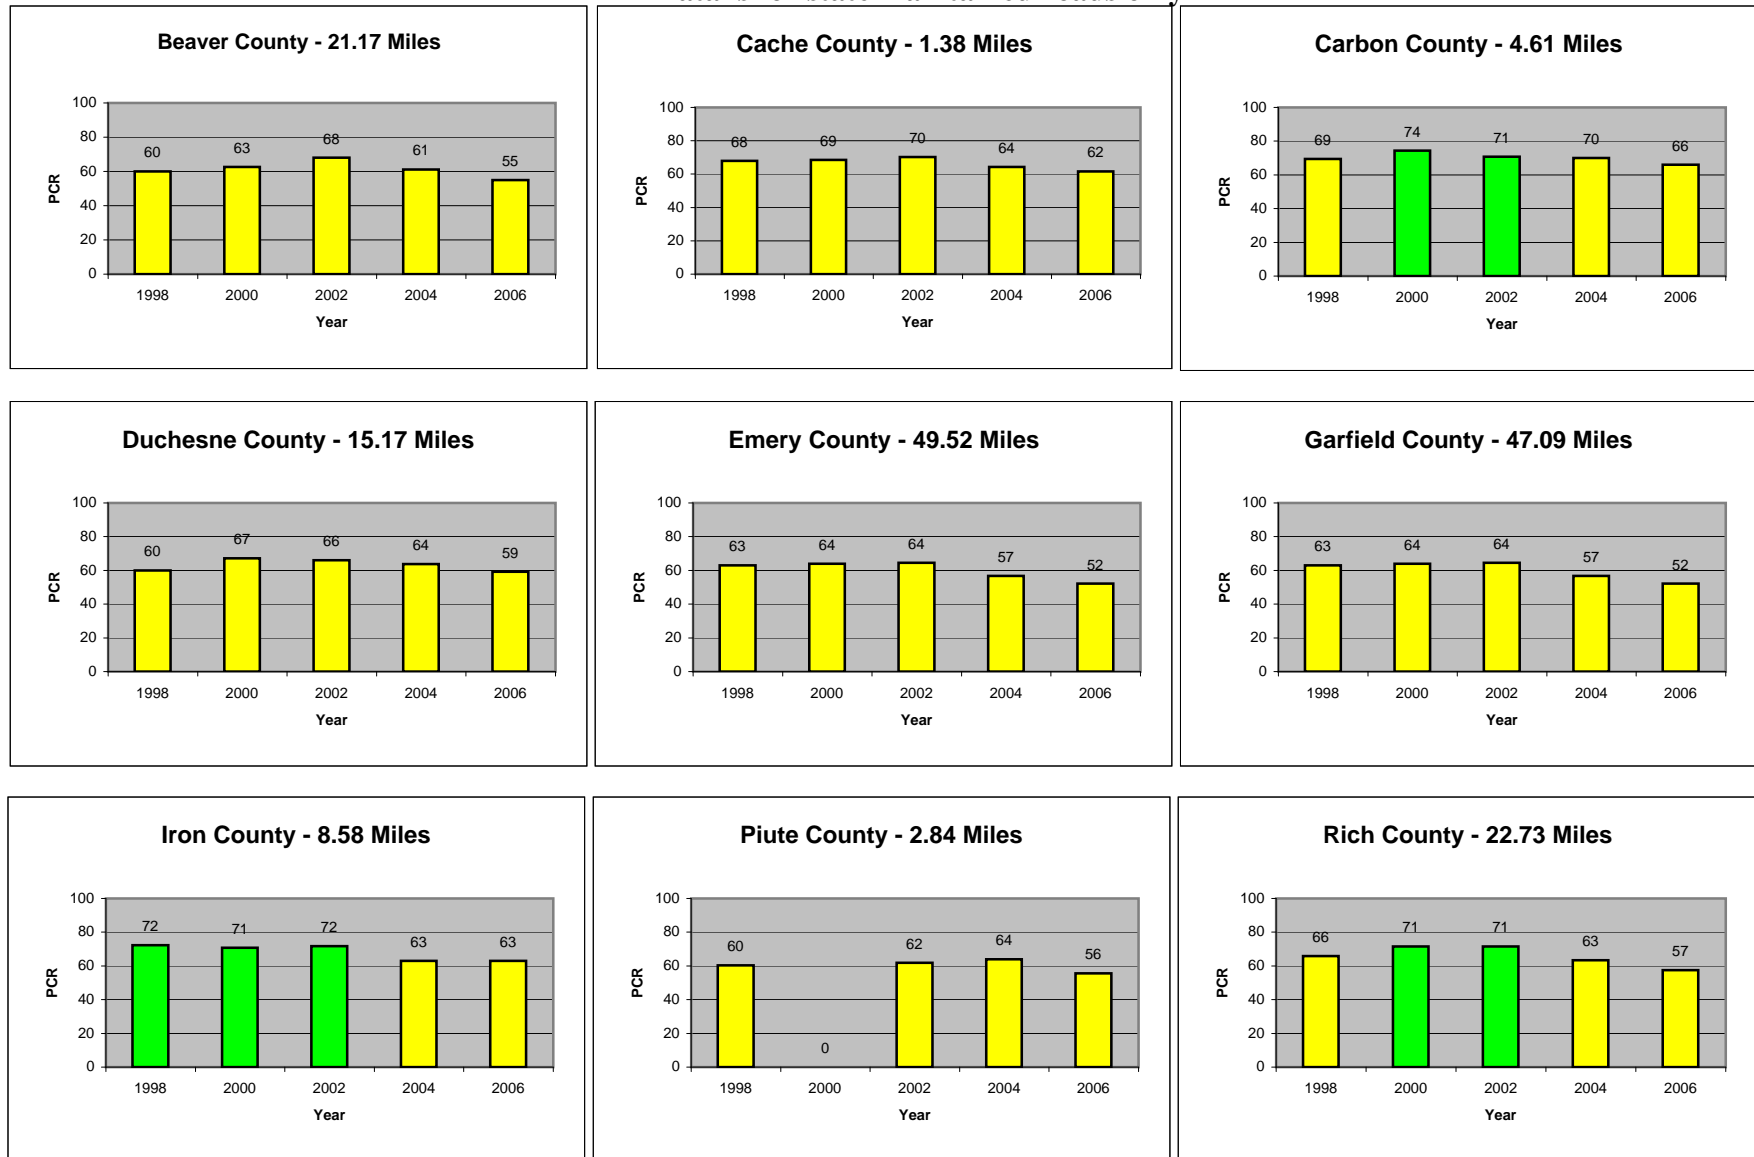 Beaver County - 21.17 Miles
100
80
60
40
20
0
PCR
60
63
68
61
55
1998 2000 2002 2004 2006
Year
Cache County - 1.38 Miles
100
80
60
40
20
0
PCR
68
69
70
64
62
1998 2000 2002 2004 2006
Year
Carbon County - 4.61 Miles
100
80
60
40
20
0
PCR
69
74
71
70
66
1998 2000 2002 2004 2006
Year
Duchesne County - 15.17 Miles
100
80
60
40
20
0
PCR
60
67
66
64
59
1998 2000 2002 2004 2006
Year
Emery County - 49.52 Miles
100
80
60
40
20
0
PCR
63
64
64
57
52
1998 2000 2002 2004 2006
Year
Garfield County - 47.09 Miles
100
80
60
40
20
0
PCR
63
64
64
57
52
1998 2000 2002 2004 2006
Year
Iron County - 8.58 Miles
100
80
60
40
20
0
PCR
72
71
72
63
63
1998 2000 2002 2004 2006
Year
Piute County - 2.84 Miles
100
80
60
40
20
0
PCR
60
0
62
64
56
1998 2000 2002 2004 2006
Year
Rich County - 22.73 Miles
100
80
60
40
20
0
PCR
66
71
71
63
57
1998 2000 2002 2004 2006
Year